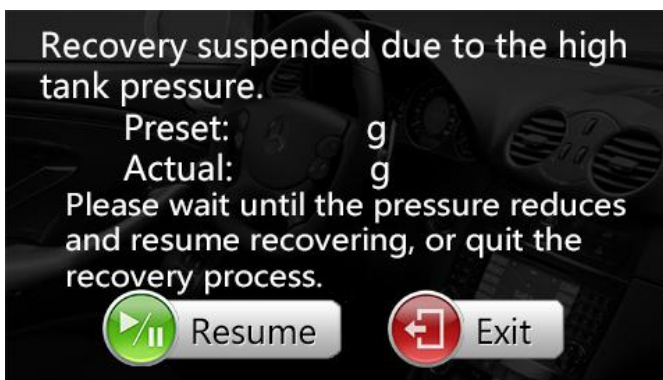 Recovery suspended due to the high
tank pressure.
Preset: g
Actual: g
Please wait until the pressure reduces
and resume recovering, or quit the
recovery process.
Resume Exit